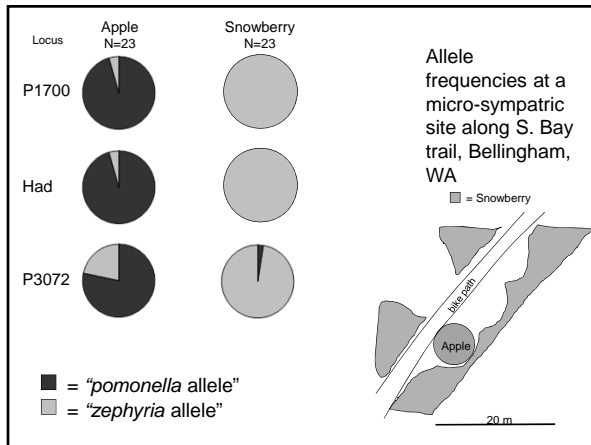 Apple
N=23
Snowberry
N=23
Locus
P1700
Had
P3072
= "pomonella allele"
= "zephyria allele"
Allele
frequencies at a
micro-sympatric
site along S. Bay
trail, Bellingham,
WA
= Snowberry
bike path
Apple
20 m